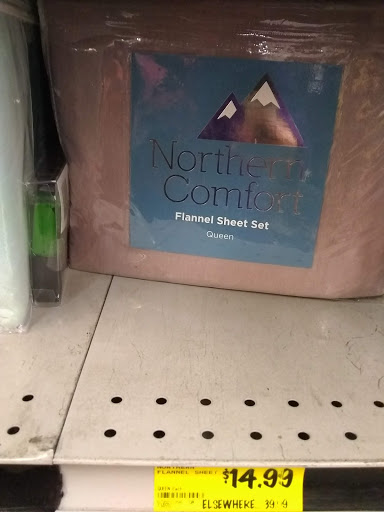 Northern
Comfort
Flannel Sheet Set
Queen
NORTHERN
FLANNEL SHEET
$14.99
ELSEWHERE